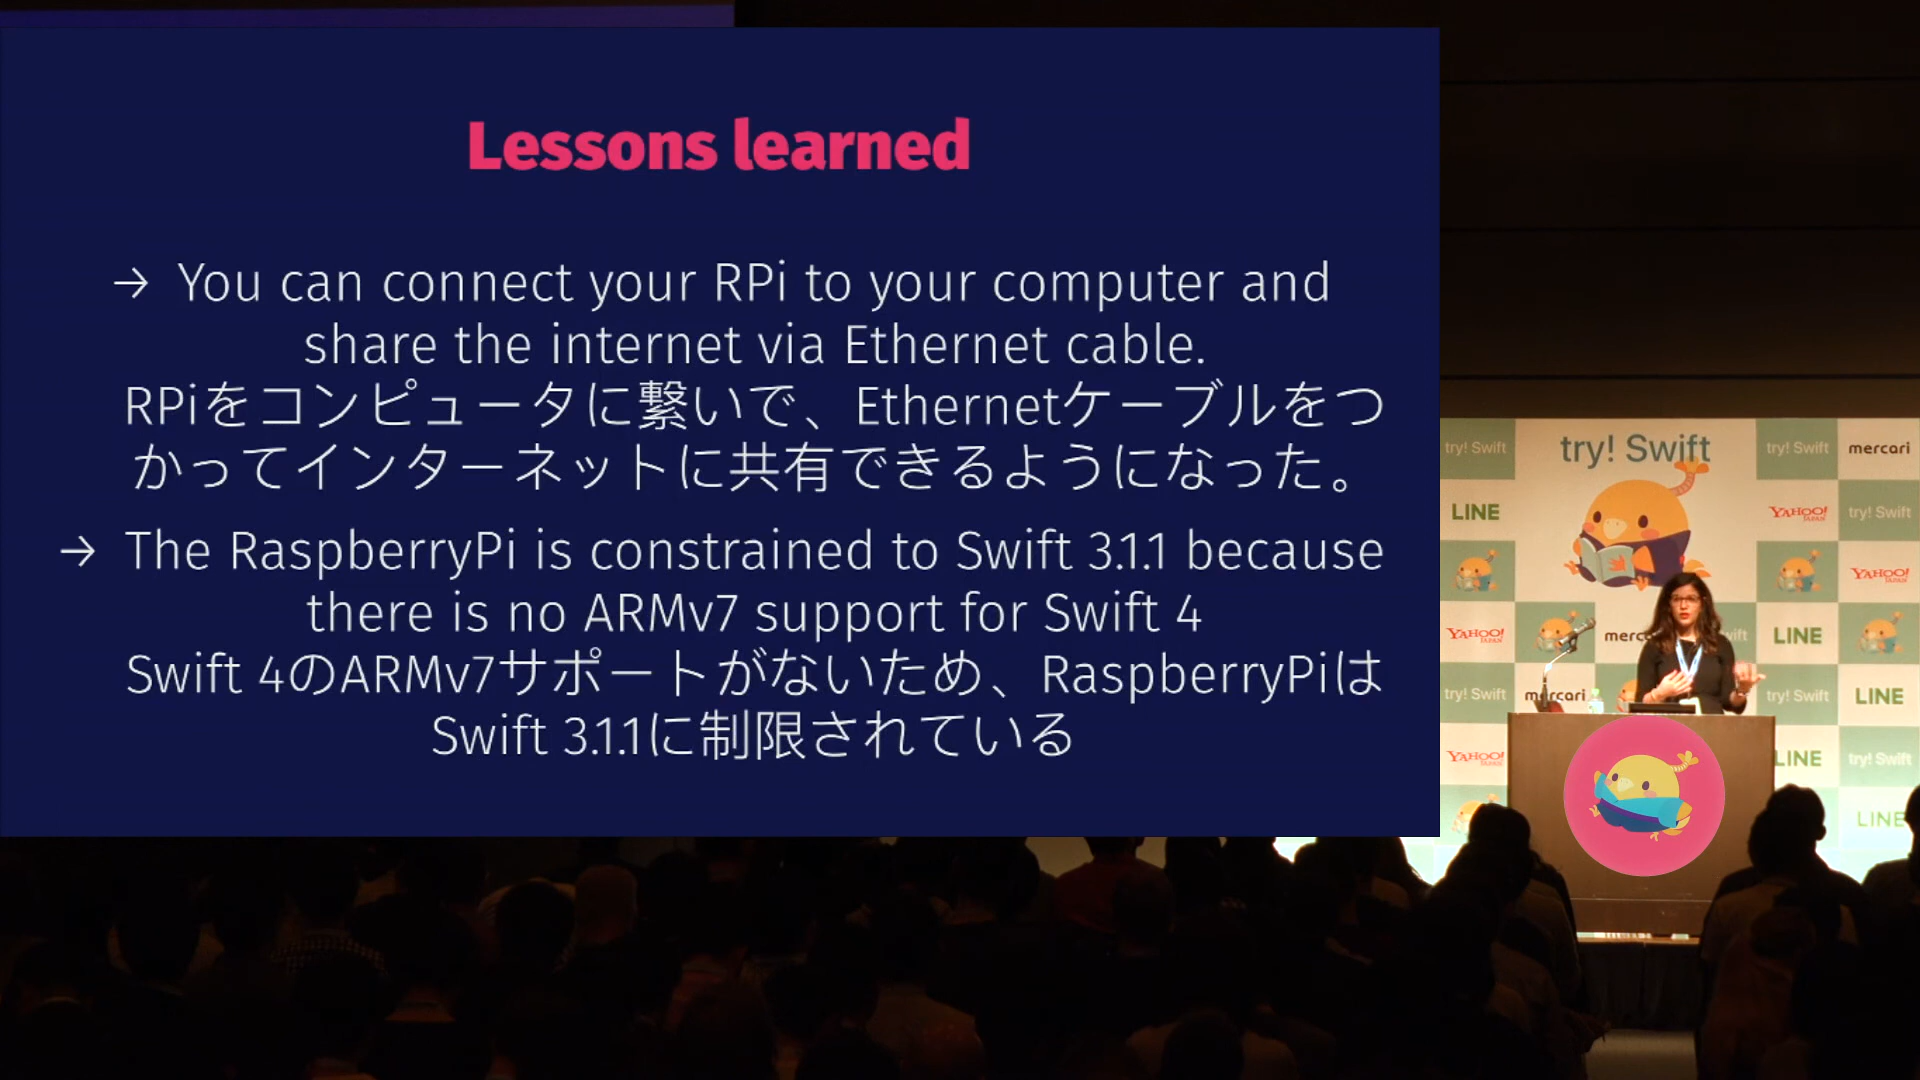 Lessons learned
→ You can connect your RPi to your computer and
share the internet via Ethernet cable.
RPiをコンピュータに繋いで、Ethernetケーブルをつ
かってインターネットに共有できるようになった。
→ The RaspberryPi is constrained to Swift 3.1.1 because
there is no ARMv7 support for Swift 4
Swift 4のARMv7サポートがないため、RaspberryPiは
Swift 3.1.1に制限されている
try! Swift
try! Swift
try! Swift
mercari
LINE
YAHOO!
JAPAN
try! Swift
YAHOO!
JAPAN
YAHOO!
JAPAN
merc
wift
LINE
try! Swift
mercari
try! Swift
LINE
YAHOO!
JAPAN
LINE
try! Swift
LINE